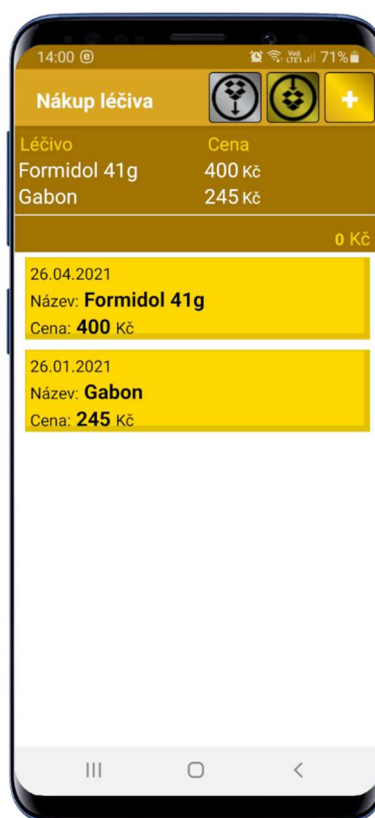 14:00 71%
Nákup léčiva +
Léčivo Cena
Formidol 41g 400 Kč
Gabon 245 Kč
0 Kč
26.04.2021
Název: Formidol 41g
Cena: 400 Kč
26.01.2021
Název: Gabon
Cena: 245 Kč